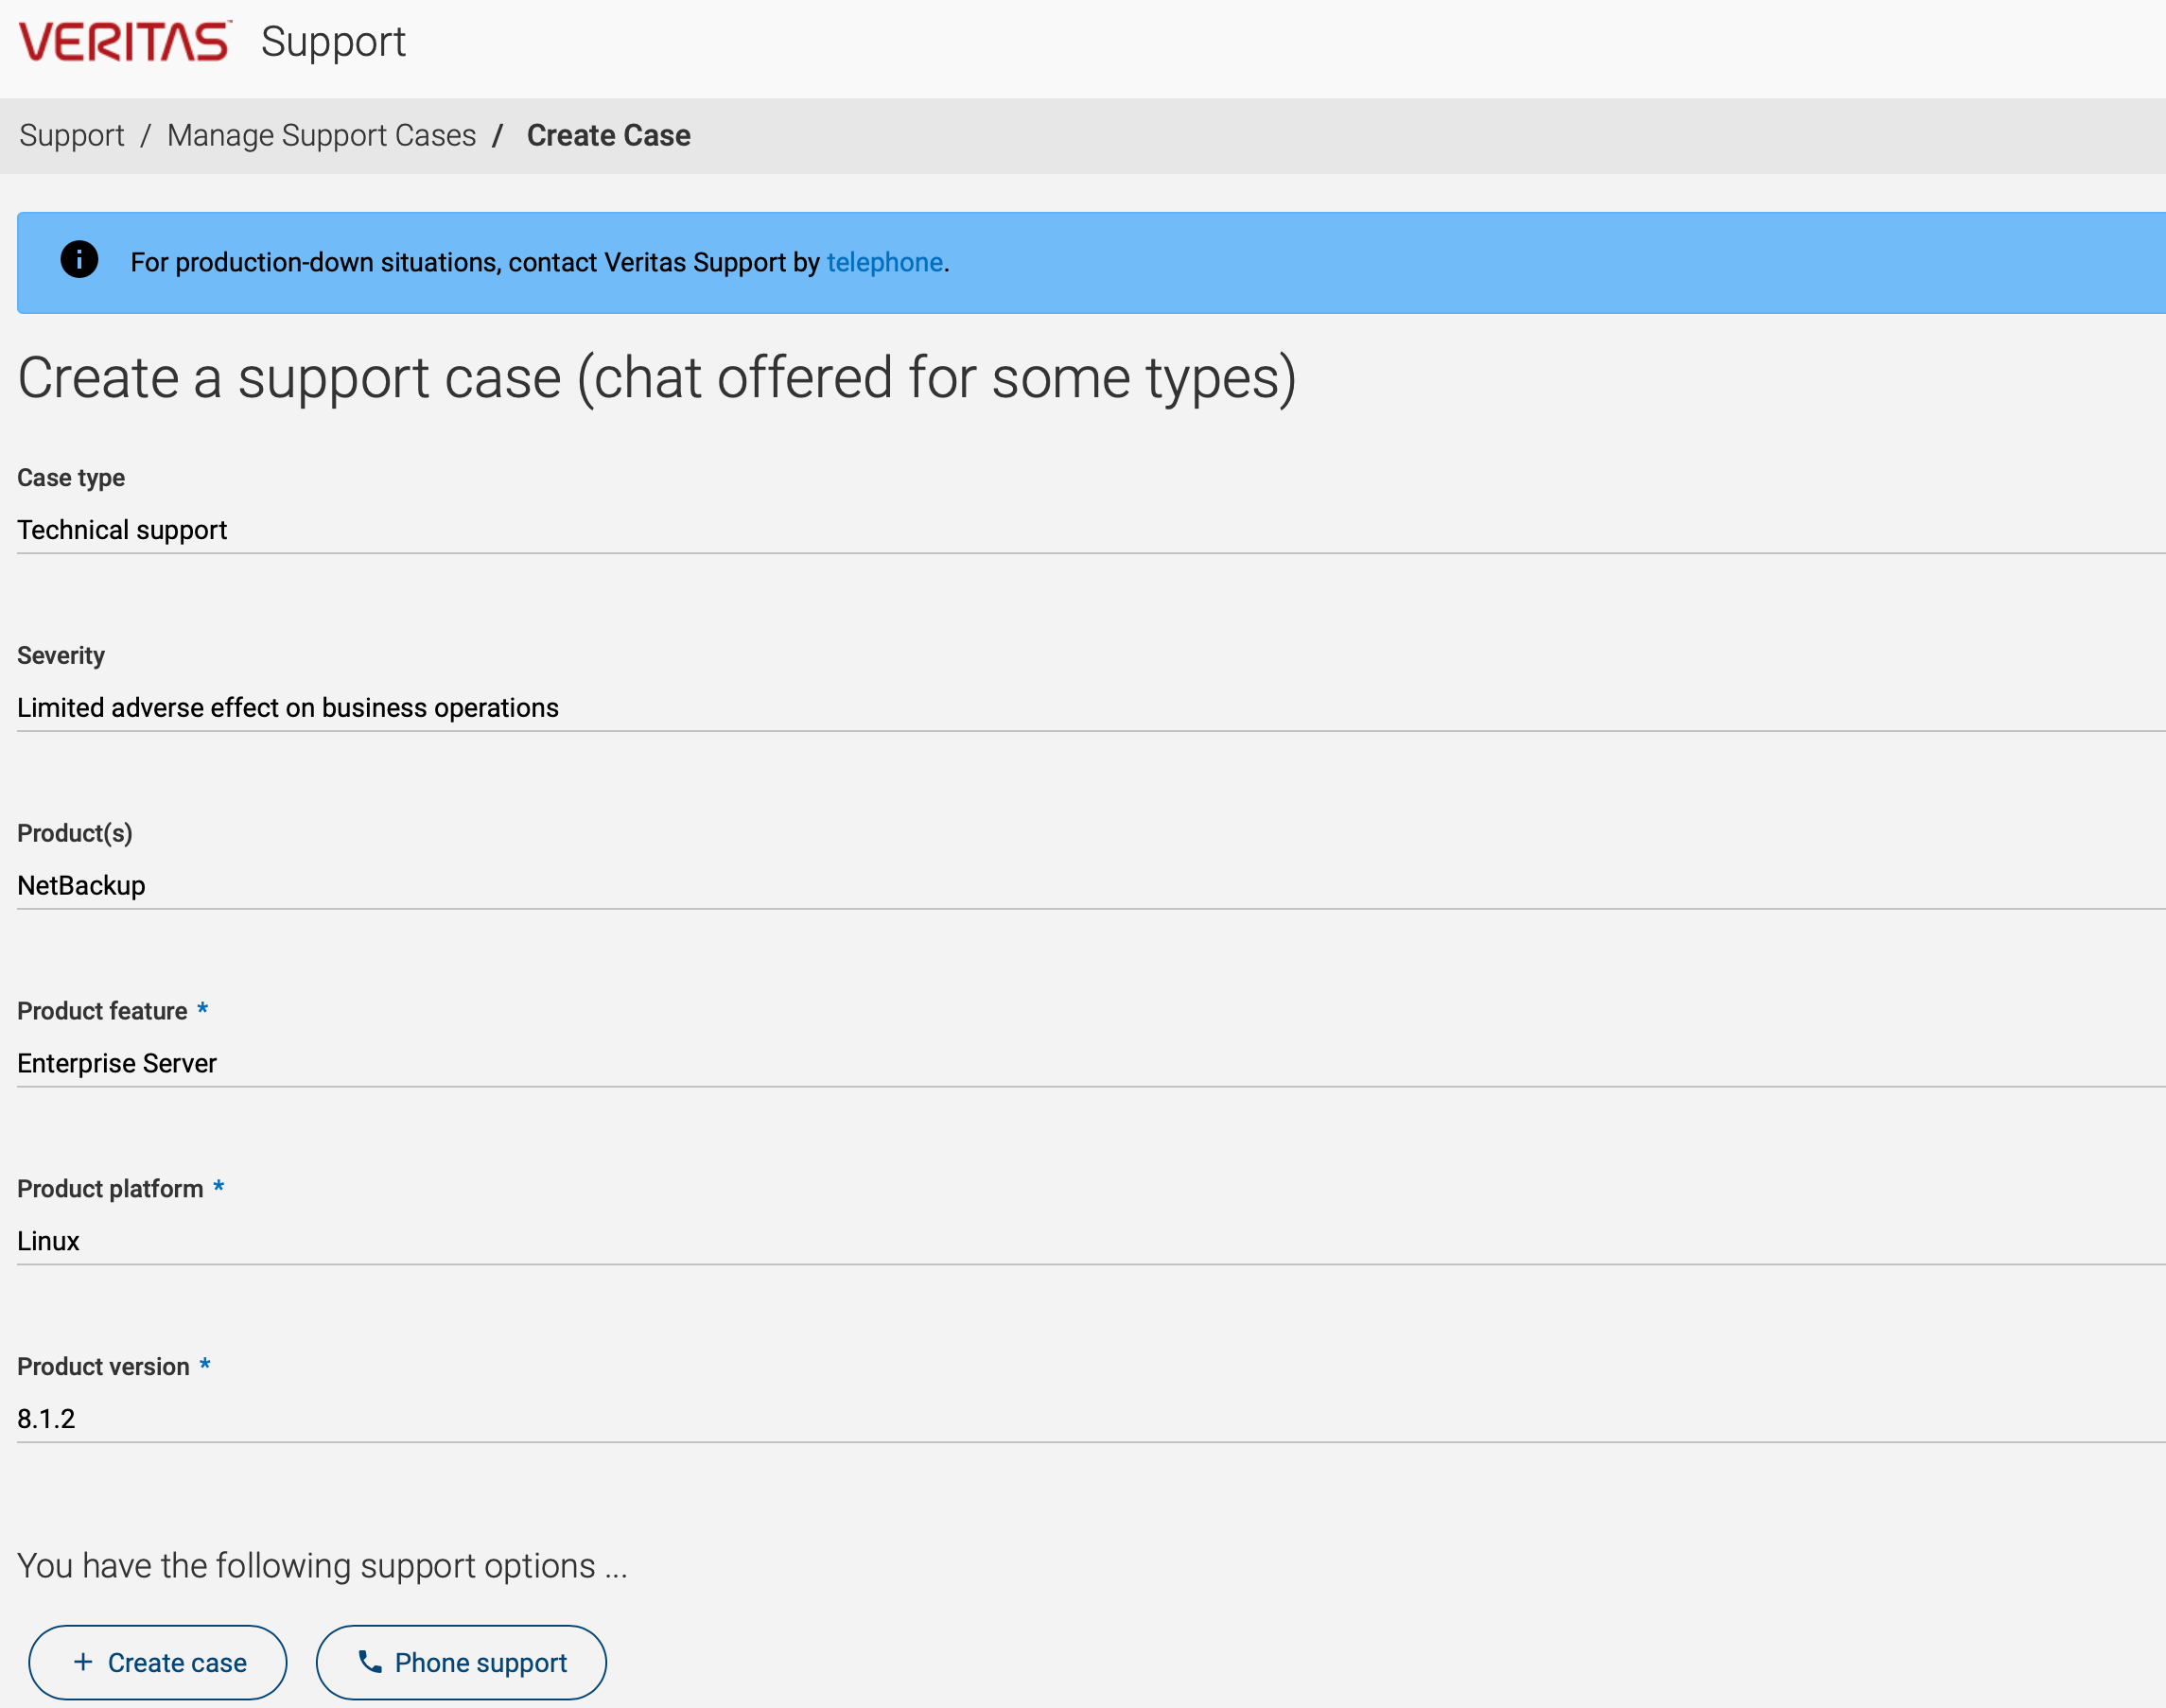 VERITAS™ Support
Support / Manage Support Cases / Create Case
For production-down situations, contact Veritas Support by telephone.
Create a support case (chat offered for some types)
Case type
Technical support
Severity
Limited adverse effect on business operations
Product(s)
NetBackup
Product feature *
Enterprise Server
Product platform *
Linux
Product version *
8.1.2
You have the following support options ...
+ Create case Phone support